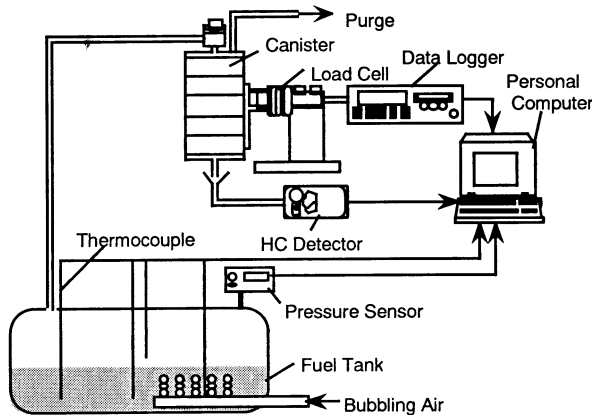 Purge
Canister
Load Cell
Data Logger
Personal
Computer
Thermocouple
HC Detector
Pressure Sensor
Fuel Tank
Bubbling Air